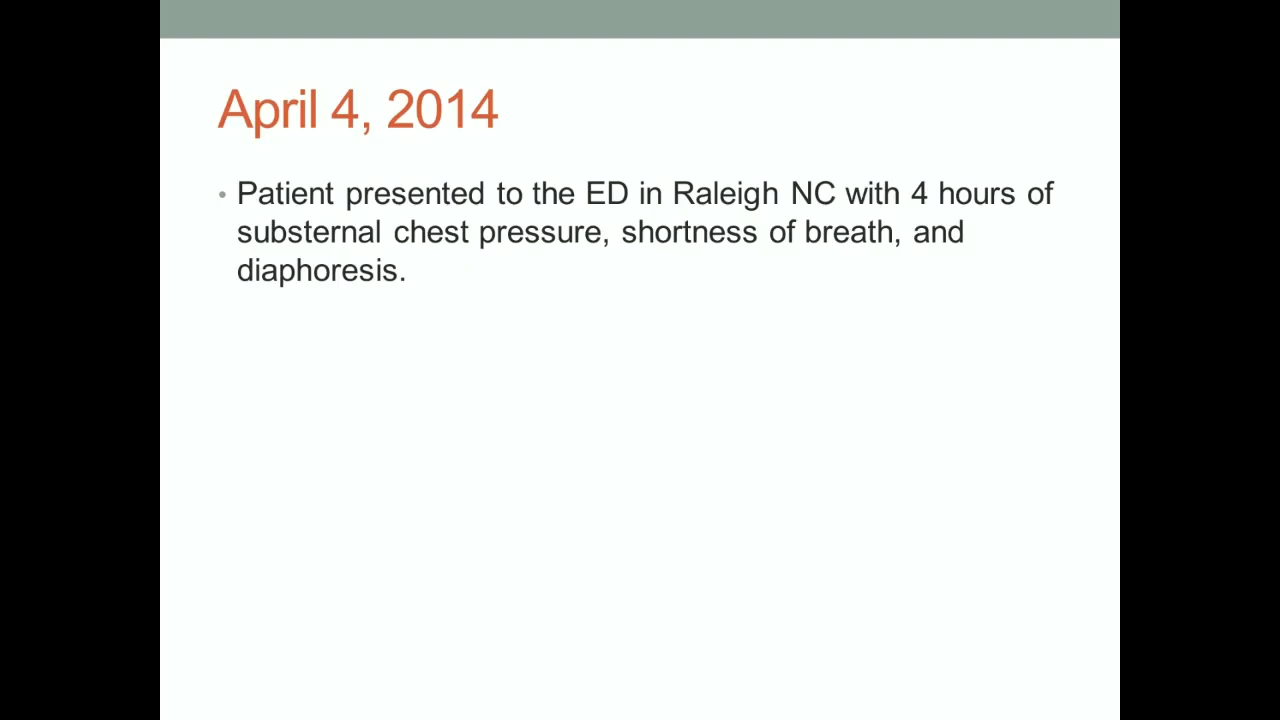 April 4, 2014
• Patient presented to the ED in Raleigh NC with 4 hours of
substernal chest pressure, shortness of breath, and
diaphoresis.